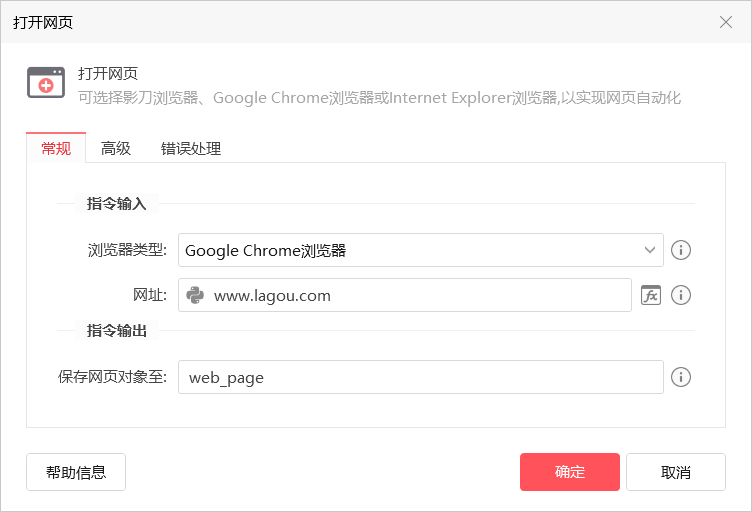 打开网页
打开网页
可选择影刀浏览器、Google Chrome浏览器或Internet Explorer浏览器,以实现网页自动化
常规 高级 错误处理
指令输入
浏览器类型: Google Chrome浏览器
网址: www.lagou.com fx
指令输出
保存网页对象至: web_page
帮助信息 确定 取消